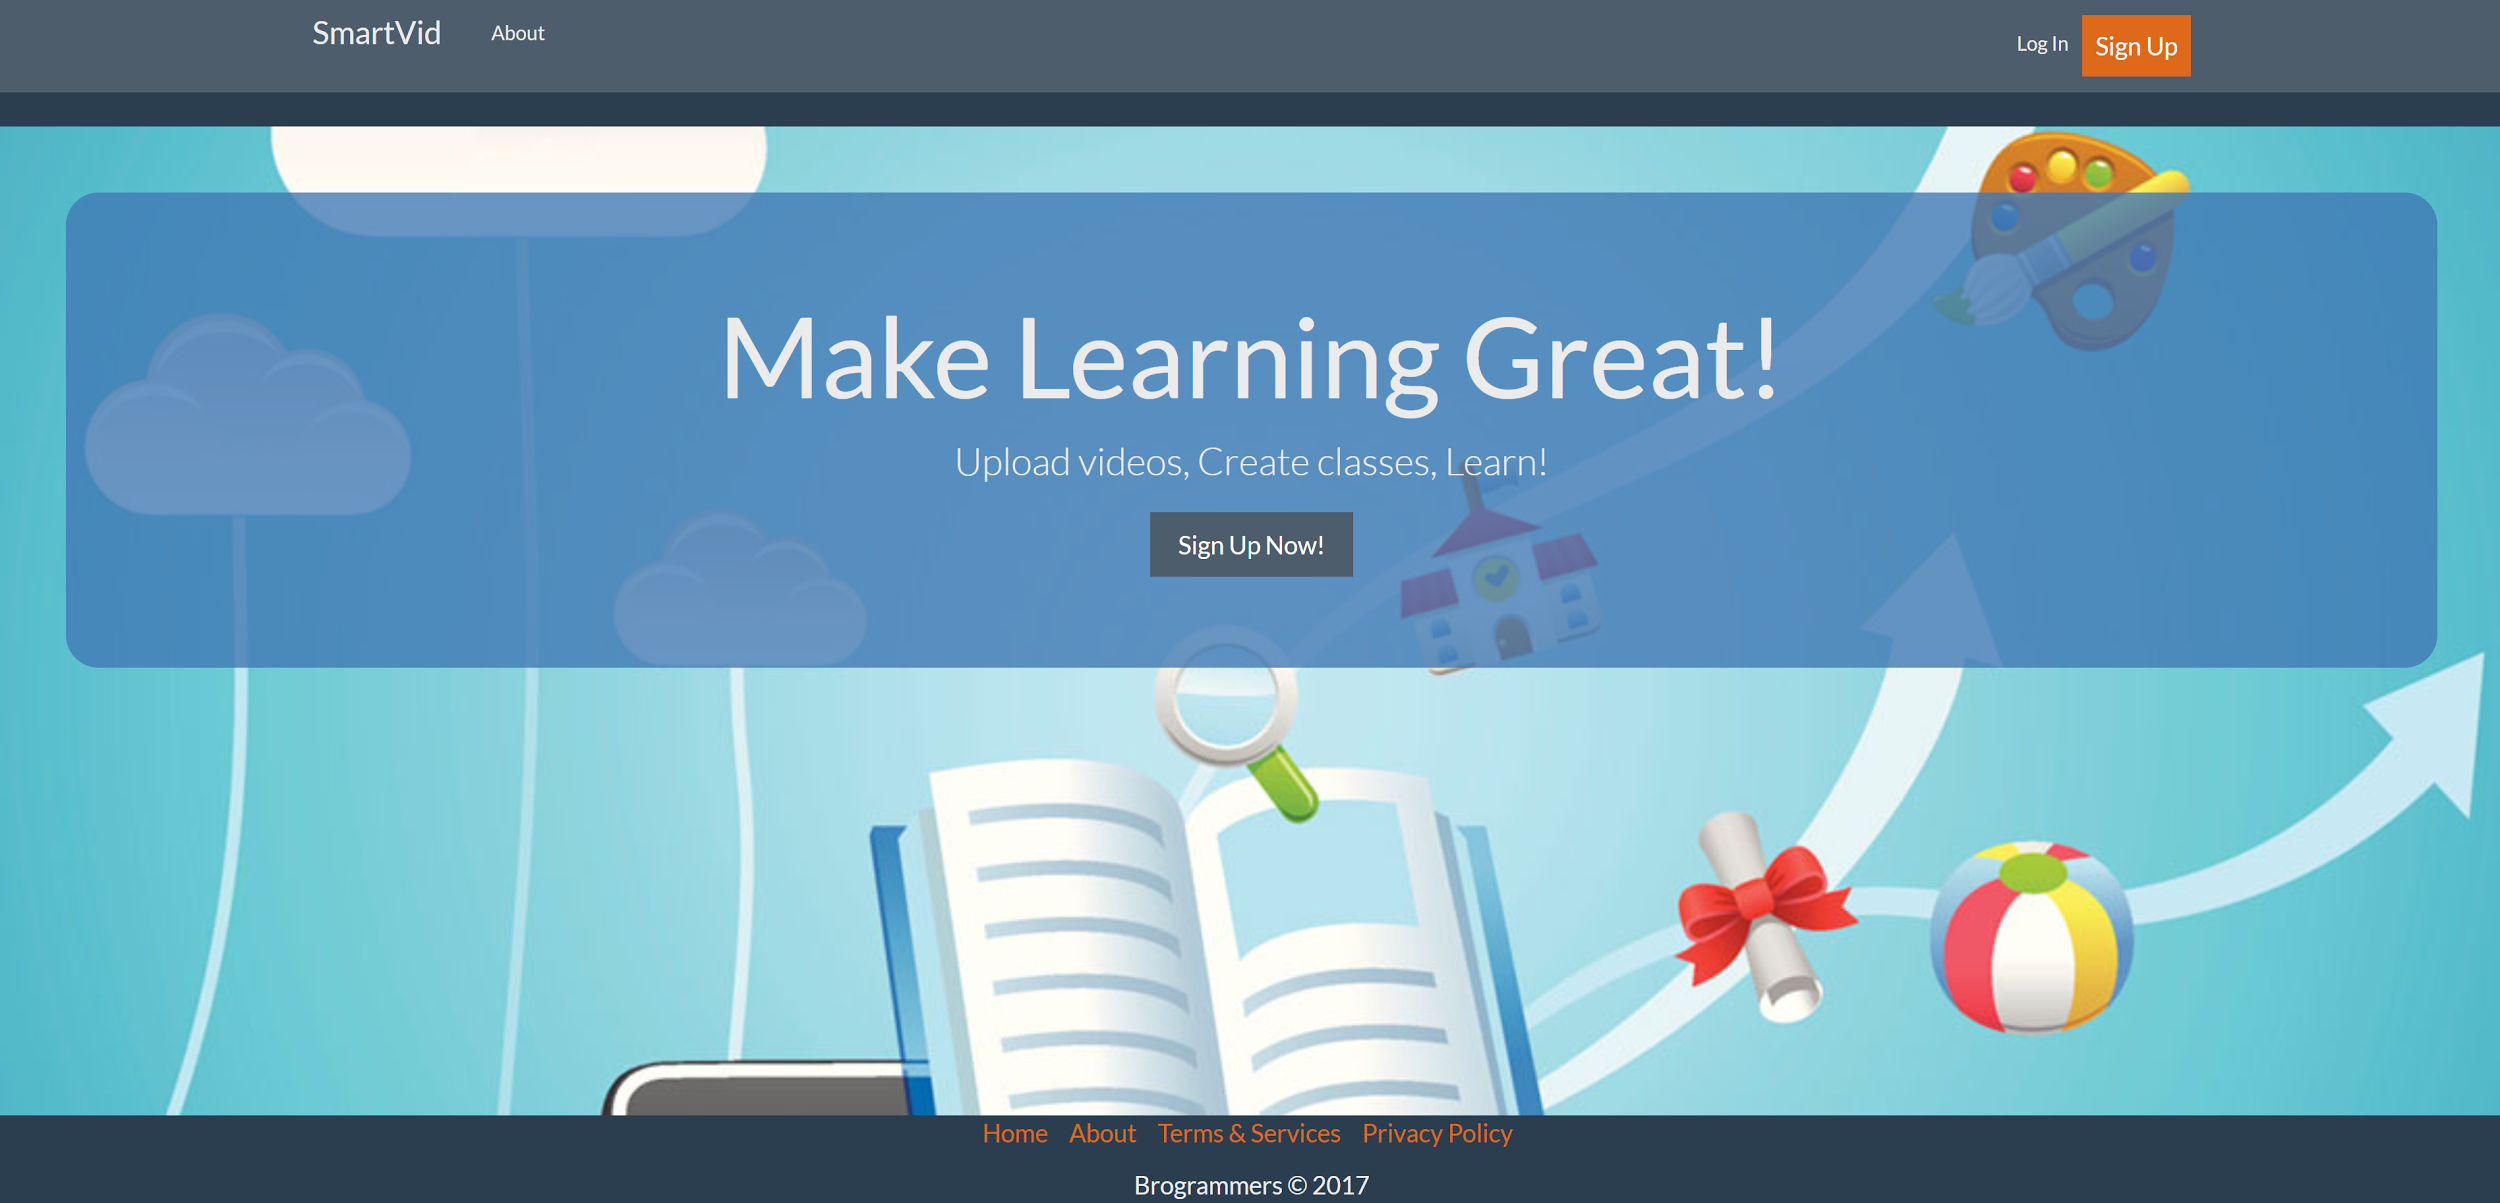 SmartVid About Log In Sign Up
Make Learning Great!
Upload videos, Create classes, Learn!
Sign Up Now!
Home About Terms & Services Privacy Policy
Brogrammers © 2017